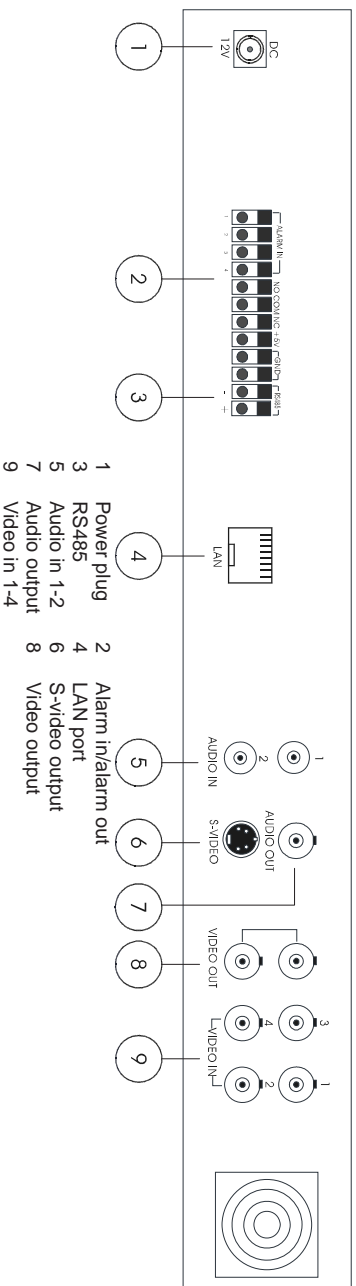 DC
12V
ALARM IN NO COM NC +5V GND RS485
1 2 3 4 - +
LAN
1
2
AUDIO IN
AUDIO OUT
S-VIDEO
VIDEO OUT
3 1
4 2
VIDEO IN
1 2 3 4 5 6 7 8 9
1 Power plug 2 Alarm in/alarm out
3 RS485 4 LAN port
5 Audio in 1-2 6 S-video output
7 Audio output 8 Video output
9 Video in 1-4